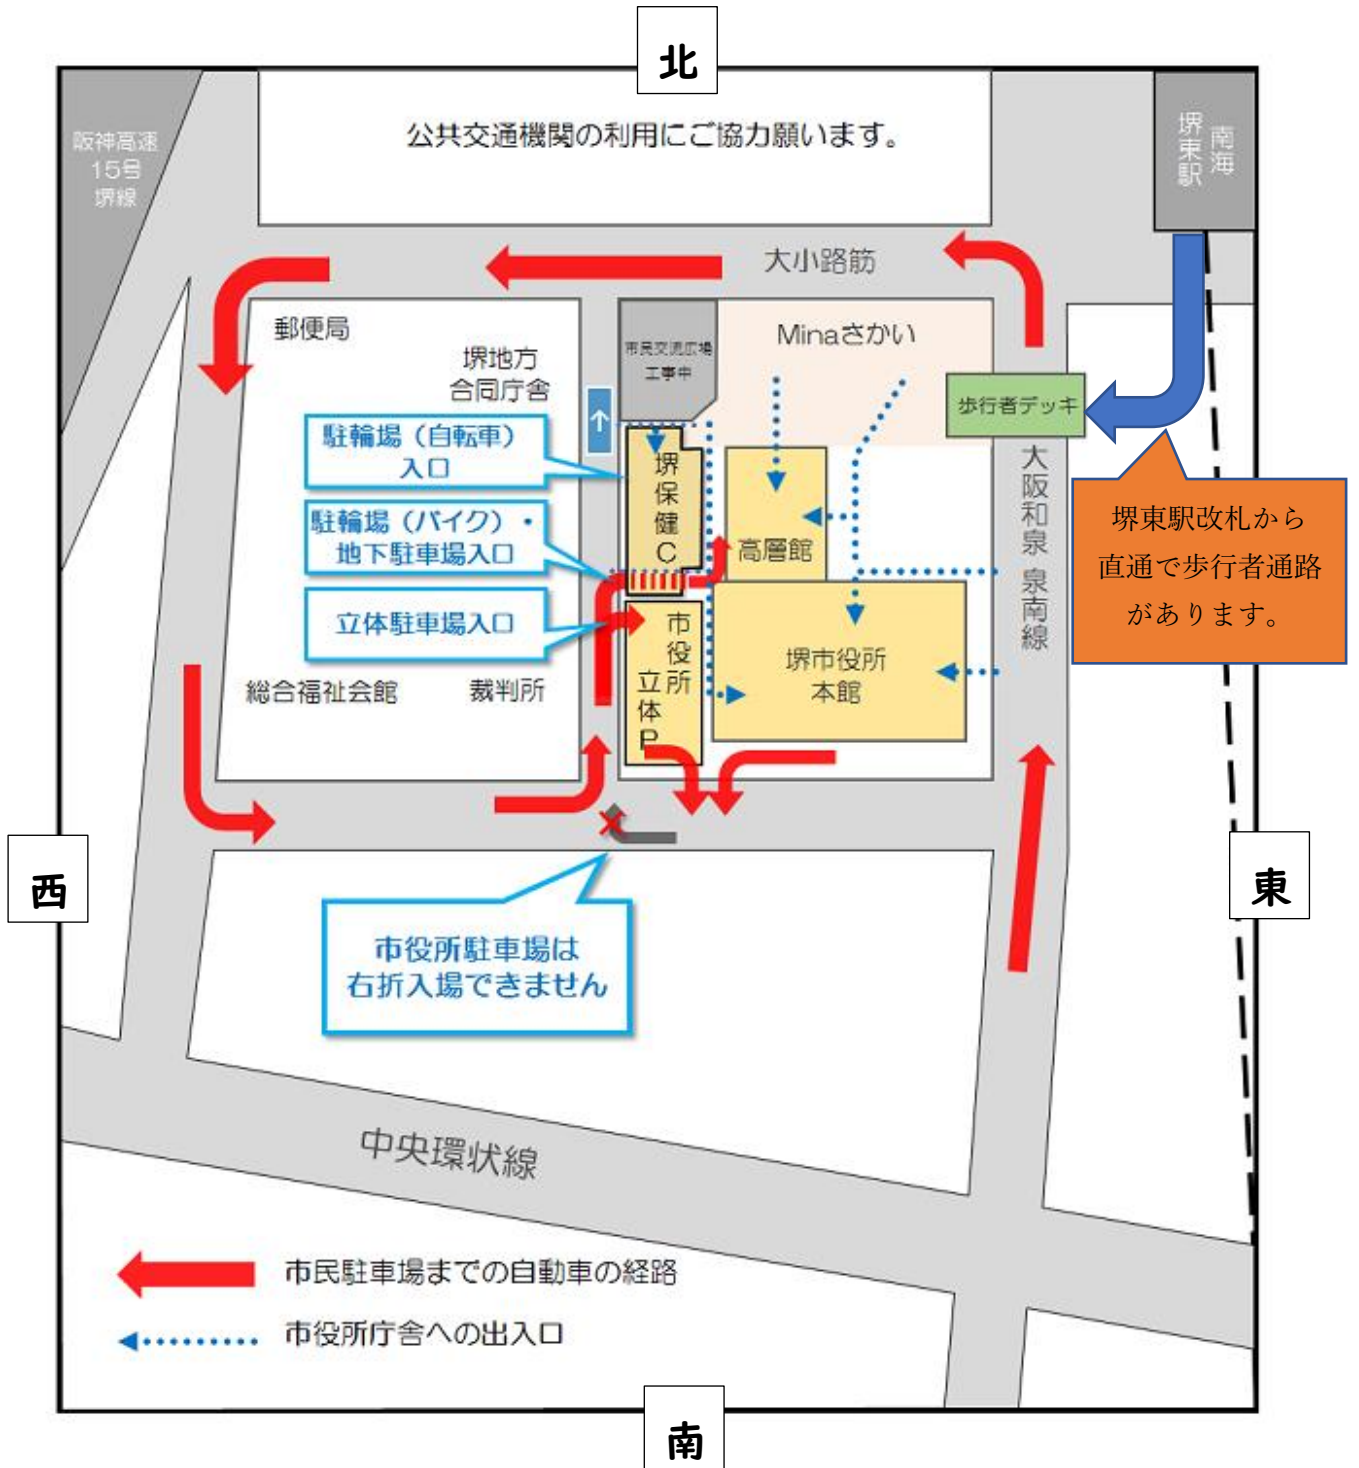 北
公共交通機関の利用にご協力願います。
阪神高速
15号
堺線
南海
堺東駅
大小路筋
郵便局
堺地方
合同庁舎
市民交流広場
工事中
Minaさかい
歩行者デッキ
駐輪場（自転車）
入口
駐輪場（バイク）・
地下駐車場入口
立体駐車場入口
堺保健C
高層館
大阪和泉泉南線
堺東駅改札から
直通で歩行者通路
があります。
総合福祉会館
裁判所
市役所
立体P
堺市役所
本館
西
東
市役所駐車場は
右折入場できません
中央環状線
市民駐車場までの自動車の経路
市役所庁舎への出入口
南